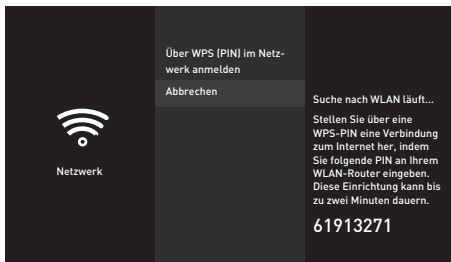 Netzwerk
Über WPS (PIN) im Netz-
werk anmelden
Abbrechen
Suche nach WLAN läuft...
Stellen Sie über eine
WPS-PIN eine Verbindung
zum Internet her, indem
Sie folgende PIN an Ihrem
WLAN-Router eingeben.
Diese Einrichtung kann bis
zu zwei Minuten dauern.
61913271